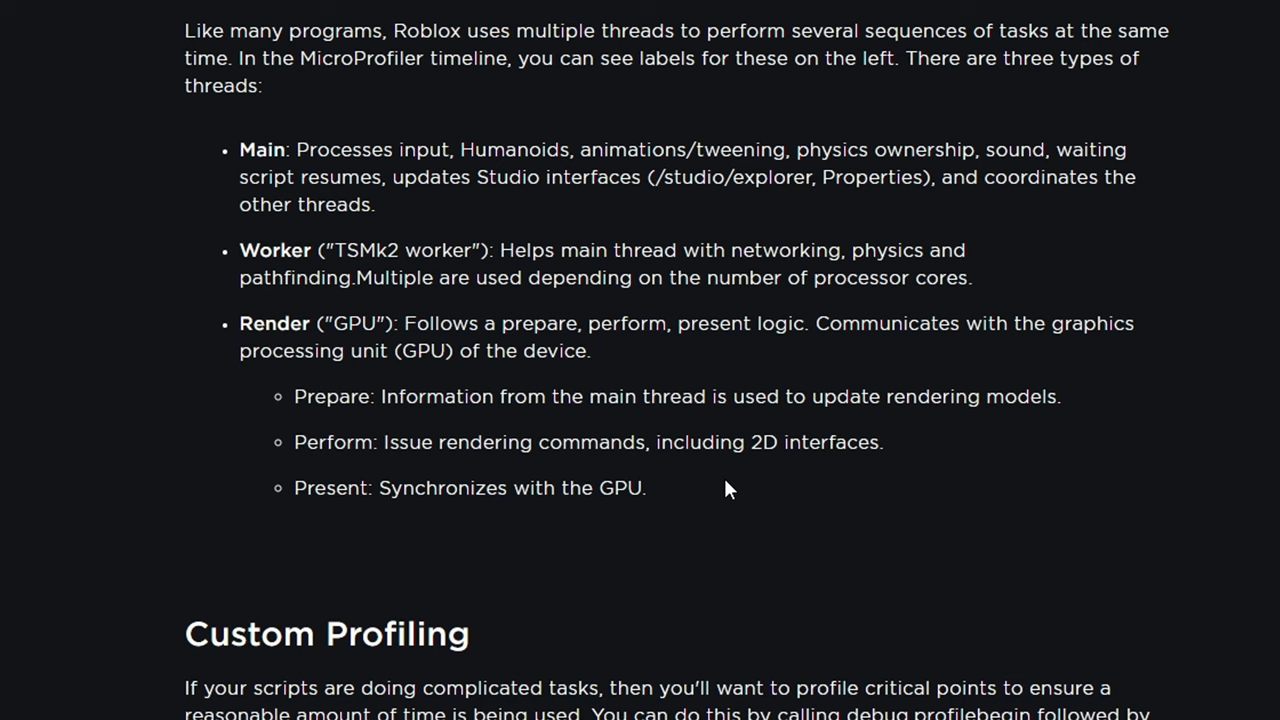 Like many programs, Roblox uses multiple threads to perform several sequences of tasks at the same
time. In the MicroProfiler timeline, you can see labels for these on the left. There are three types of
threads:
• Main: Processes input, Humanoids, animations/tweening, physics ownership, sound, waiting
script resumes, updates Studio interfaces (/studio/explorer, Properties), and coordinates the
other threads.
• Worker ("TSMk2 worker"): Helps main thread with networking, physics and
pathfinding.Multiple are used depending on the number of processor cores.
• Render ("GPU"): Follows a prepare, perform, present logic. Communicates with the graphics
processing unit (GPU) of the device.
◦ Prepare: Information from the main thread is used to update rendering models.
◦ Perform: Issue rendering commands, including 2D interfaces.
◦ Present: Synchronizes with the GPU.
Custom Profiling
If your scripts are doing complicated tasks, then you'll want to profile critical points to ensure a
reasonable amount of time is being used. You can do this by calling debug.profilebegin followed by